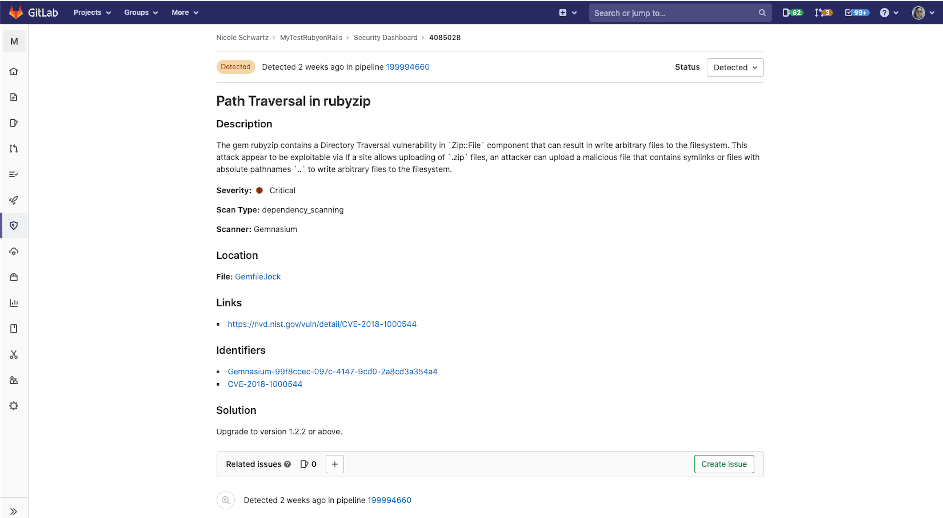 GitLab Projects Groups More Search or jump to... 62 3 99+
M
Nicole Schwartz › MyTestRubyonRails › Security Dashboard › 4085028
Detected Detected 2 weeks ago in pipeline 199994660 Status Detected
Path Traversal in rubyzip
Description
The gem rubyzip contains a Directory Traversal vulnerability in `Zip::File` component that can result in write arbitrary files to the filesystem. This
attack appear to be exploitable via If a site allows uploading of `.zip` files, an attacker can upload a malicious file that contains symlinks or files with
absolute pathnames `..` to write arbitrary files to the filesystem.
Severity: Critical
Scan Type: dependency_scanning
Scanner: Gemnasium
Location
File: Gemfile.lock
Links
• https://nvd.nist.gov/vuln/detail/CVE-2018-1000544
Identifiers
• Gemnasium-99f8ccec-097c-4147-9cd0-2a8cd3a354a4
• CVE-2018-1000544
Solution
Upgrade to version 1.2.2 or above.
Related issues ? 0 + Create issue
Detected 2 weeks ago in pipeline 199994660